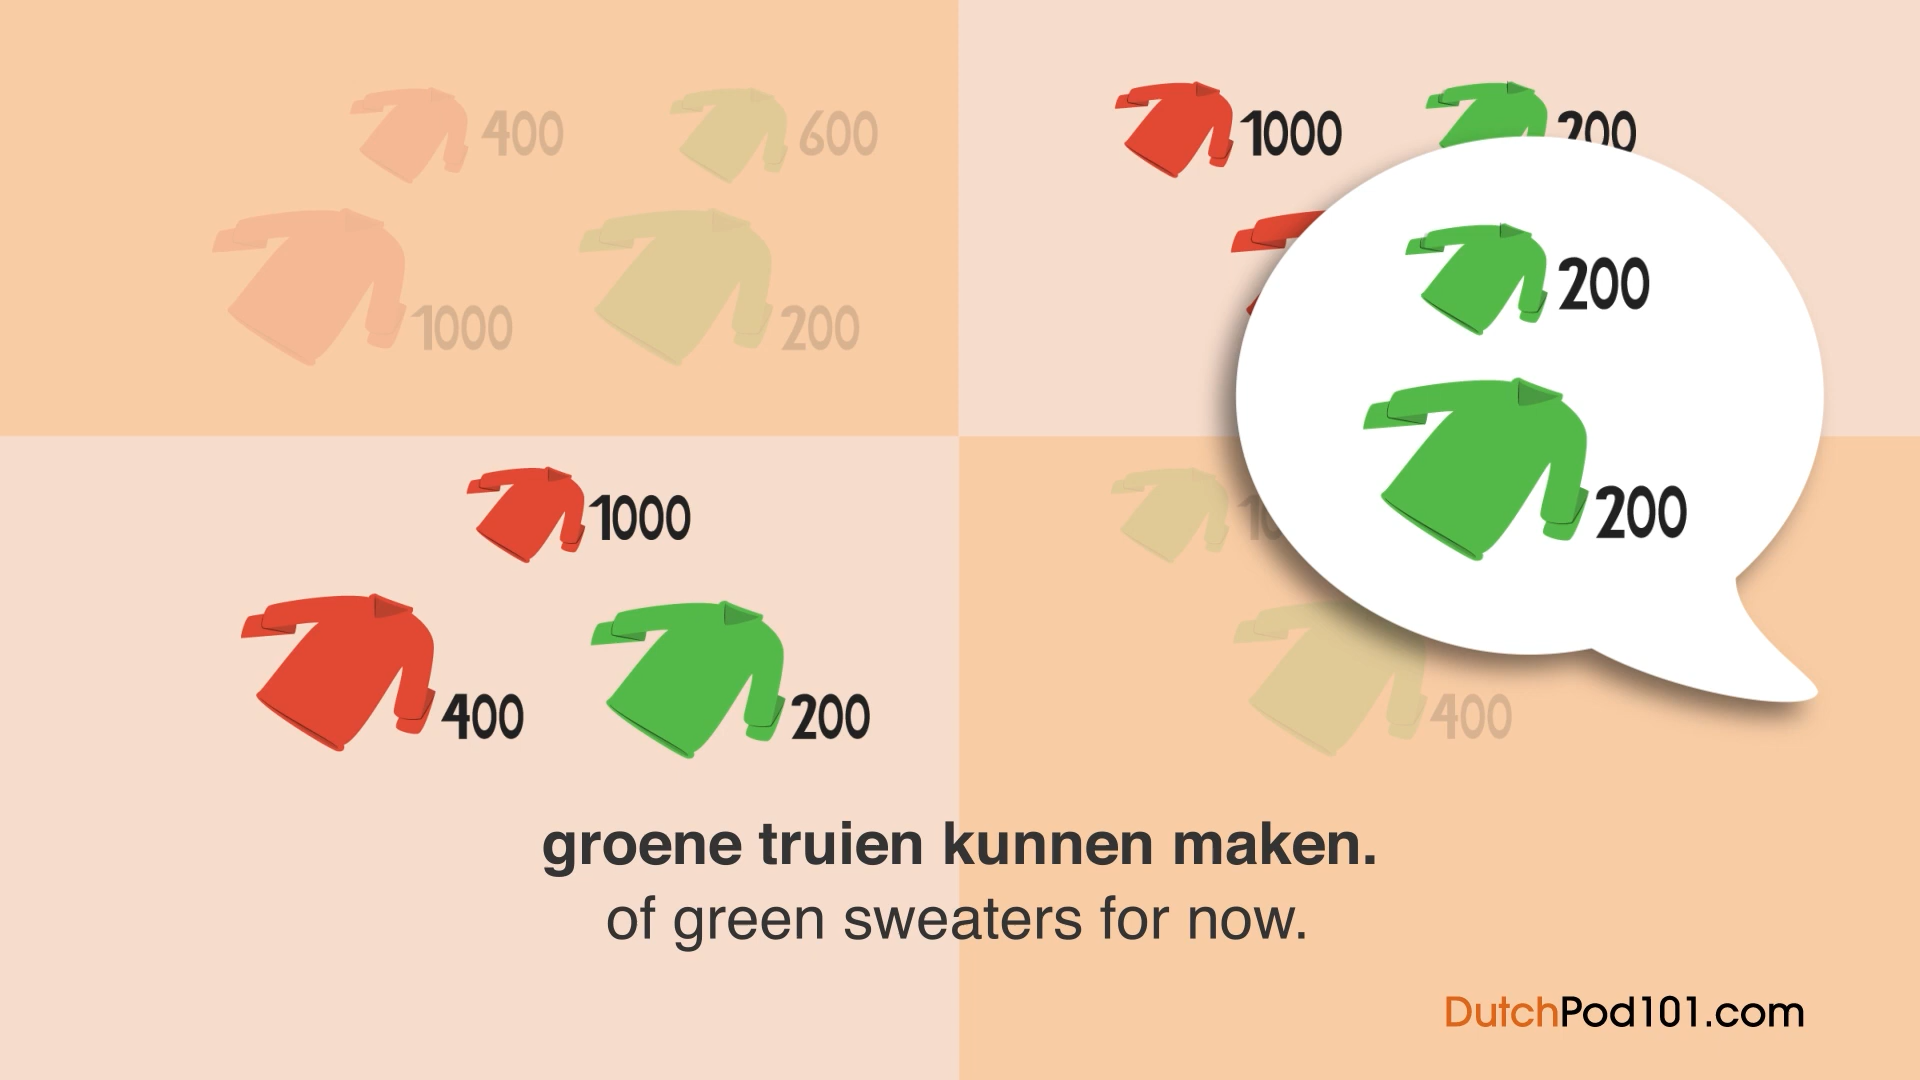 400 600
1000 200
1000 200
200
200
1000
400 200
400
groene truien kunnen maken.
of green sweaters for now.
DutchPod101.com